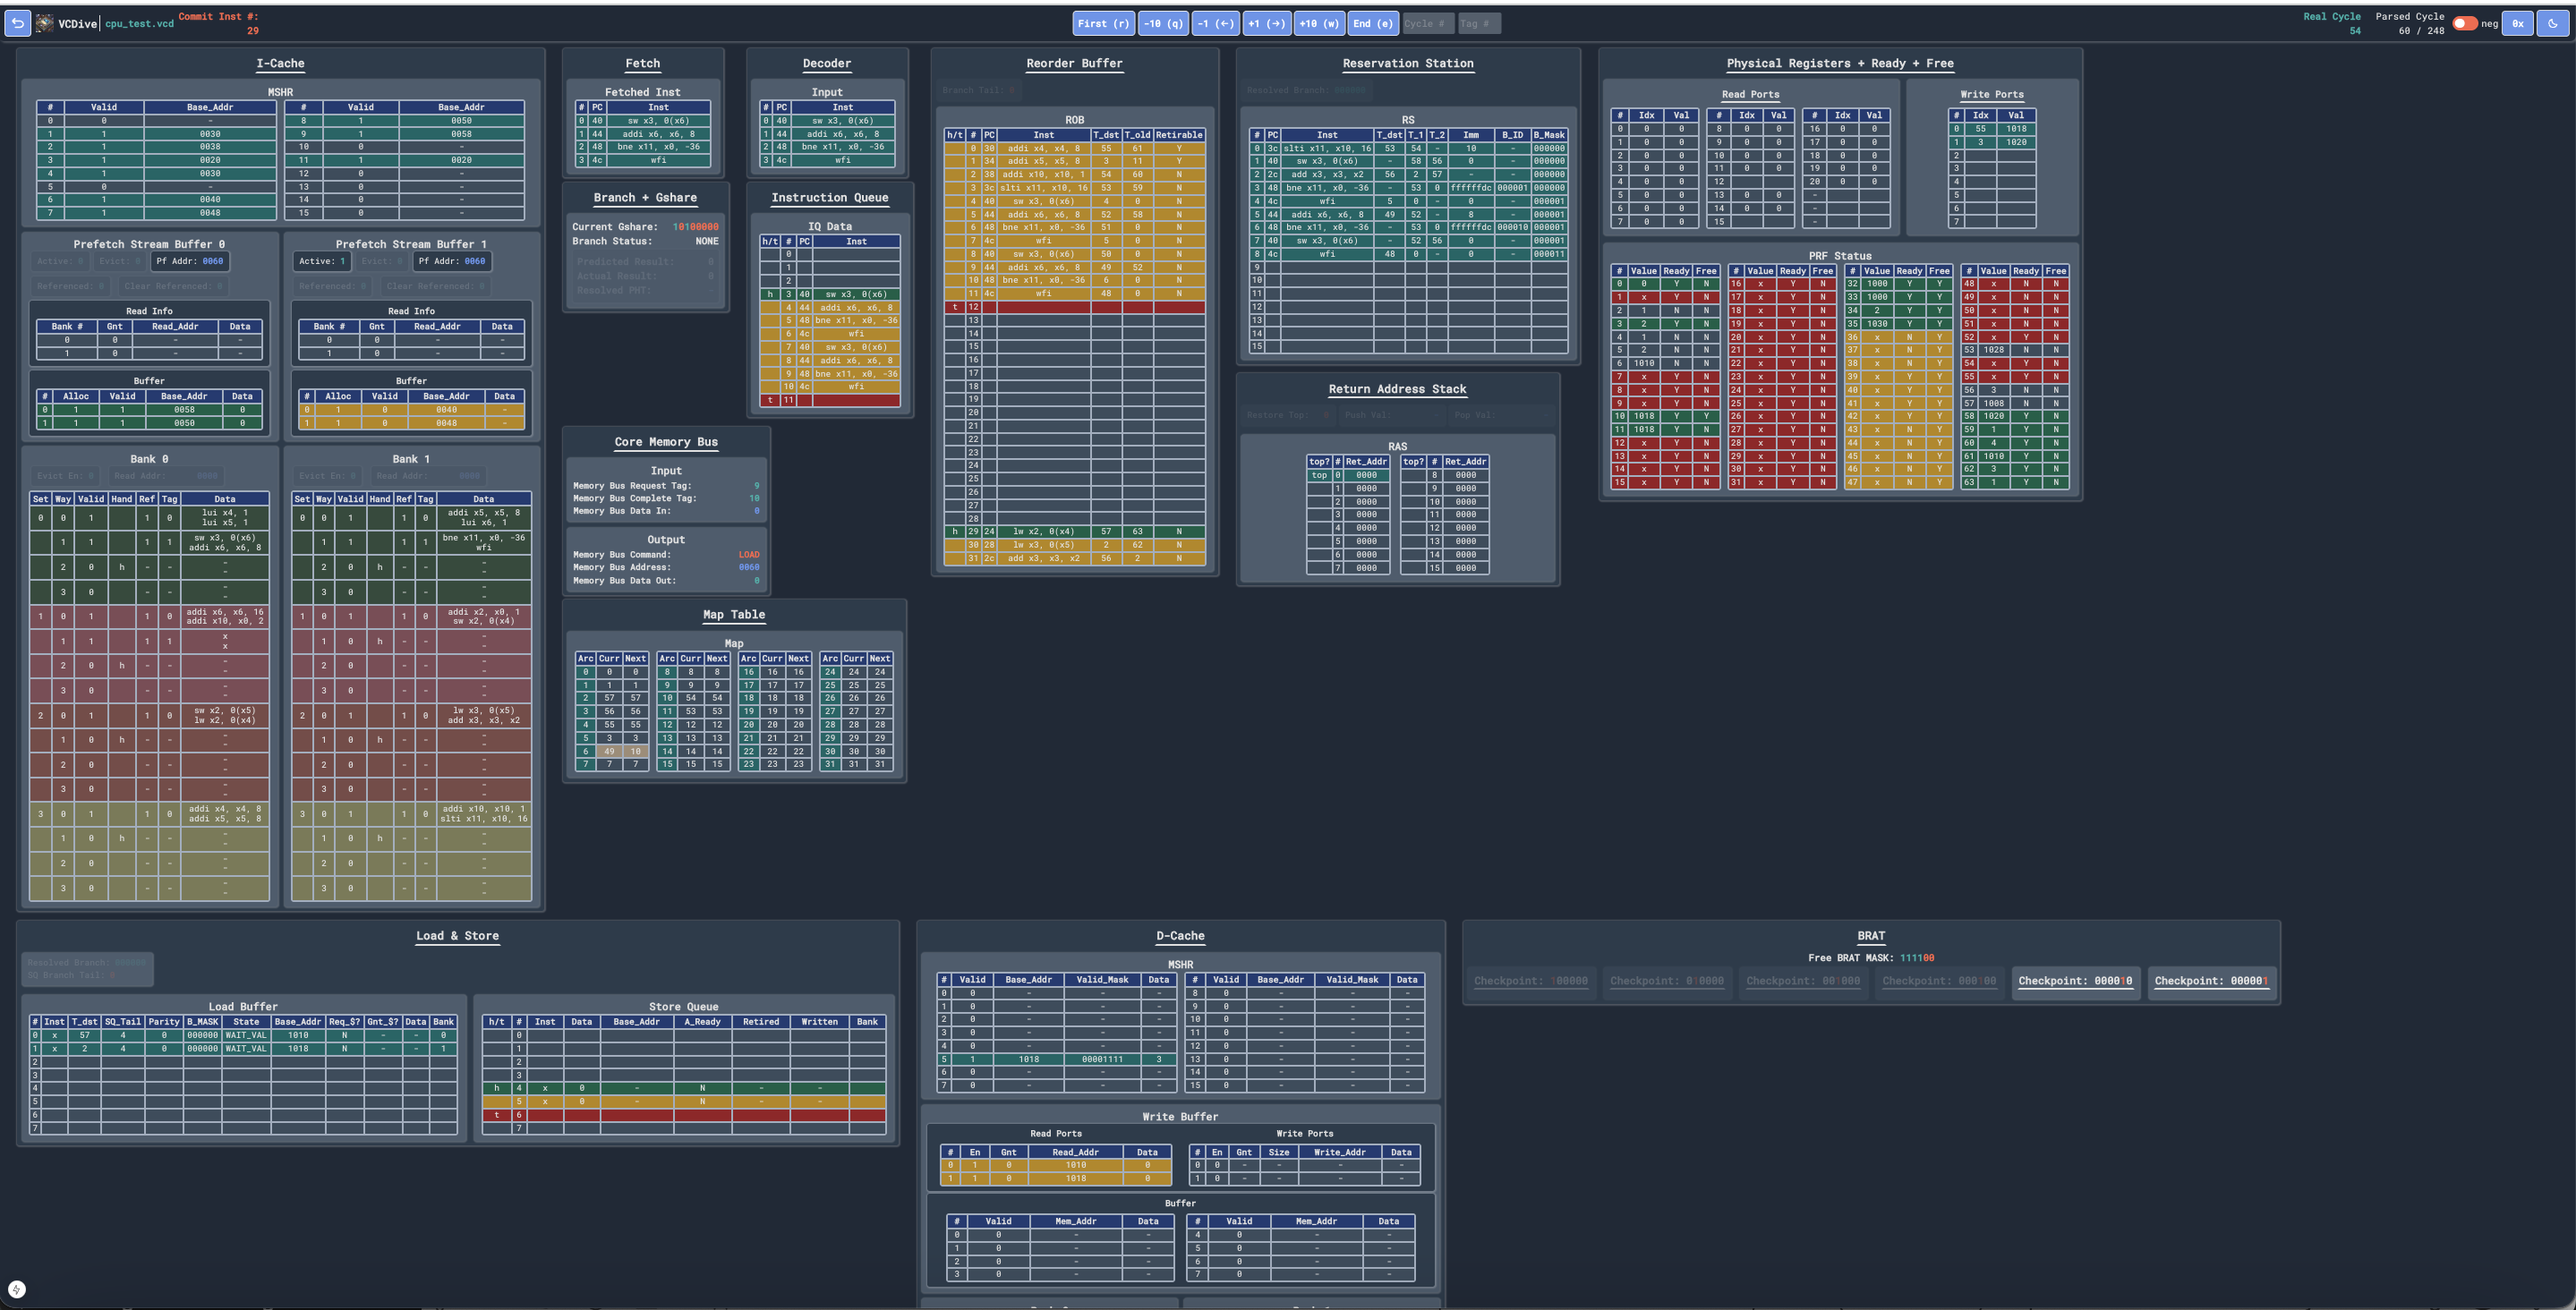 VCDive cpu_test.vcd Commit Inst #: 29
First (r) -10 (q) -1 (←) +1 (→) +10 (w) End (e) Cycle # Tag #
Real Cycle 54 Parsed Cycle 60 / 248 neg 0x
I-Cache
MSHR
# Valid Base_Addr # Valid Base_Addr
0 0 - 8 1 0050
1 1 0030 9 1 0058
2 1 0038 10 0 -
3 1 0020 11 1 0020
4 1 0030 12 0 -
5 0 - 13 0 -
6 1 0040 14 0 -
7 1 0048 15 0 -
Prefetch Stream Buffer 0
Active: 0 Evict: 0 Pf Addr: 0060
Referenced: 0 Clear Referenced: 0
Read Info
Bank # Gnt Read_Addr Data
0 0 - -
1 0 - -
Buffer
# Alloc Valid Base_Addr Data
0 1 1 0058 0
1 1 1 0050 0
Prefetch Stream Buffer 1
Active: 1 Evict: 0 Pf Addr: 0060
Referenced: 0 Clear Referenced: 0
Read Info
Bank # Gnt Read_Addr Data
0 0 - -
1 0 - -
Buffer
# Alloc Valid Base_Addr Data
0 1 0 0040 -
1 1 0 0048 -
Bank 0
Evict En: 0 Read Addr: 0000
Set Way Valid Hand Ref Tag Data
0 0 1 1 0 lui x4, 1
lui x5, 1
1 1 1 1 sw x3, 0(x6)
addi x6, x6, 8
2 0 h - - -
3 0 - - -
1 0 1 1 0 addi x6, x6, 16
addi x10, x0, 2
1 1 1 1 x
x
2 0 h - - -
3 0 - - -
2 0 1 1 0 sw x2, 0(x5)
lw x2, 0(x4)
1 0 h - - -
2 0 - - -
3 0 - - -
3 0 1 1 0 addi x4, x4, 8
addi x5, x5, 8
1 0 h - - -
2 0 - - -
3 0 - - -
Bank 1
Evict En: 0 Read Addr: 0000
Set Way Valid Hand Ref Tag Data
0 0 1 1 0 addi x5, x5, 8
lui x6, 1
1 1 1 1 bne x11, x0, -36
wfi
2 0 h - - -
3 0 - - -
1 0 1 1 0 addi x2, x0, 1
sw x2, 0(x4)
1 0 h - - -
2 0 - - -
3 0 - - -
2 0 1 1 0 lw x3, 0(x5)
add x3, x3, x2
1 0 h - - -
2 0 - - -
3 0 - - -
3 0 1 1 0 addi x10, x10, 1
slti x11, x10, 16
1 0 h - - -
2 0 - - -
3 0 - - -
Fetch
Fetched Inst
# PC Inst
0 40 sw x3, 0(x6)
1 44 addi x6, x6, 8
2 48 bne x11, x0, -36
3 4c wfi
Decoder
Input
# PC Inst
0 40 sw x3, 0(x6)
1 44 addi x6, x6, 8
2 48 bne x11, x0, -36
3 4c wfi
Branch + Gshare
Current Gshare: 10100000
Branch Status: NONE
Predicted Result: 0
Actual Result: 0
Resolved PHT: -
Instruction Queue
IQ Data
h/t # PC Inst
0
1
2
h 3 40 sw x3, 0(x6)
4 44 addi x6, x6, 8
5 48 bne x11, x0, -36
6 4c wfi
7 40 sw x3, 0(x6)
8 44 addi x6, x6, 8
9 48 bne x11, x0, -36
10 4c wfi
t 11
Core Memory Bus
Input
Memory Bus Request Tag: 9
Memory Bus Complete Tag: 10
Memory Bus Data In: 0
Output
Memory Bus Command: LOAD
Memory Bus Address: 0060
Memory Bus Data Out: 0
Map Table
Map
Arc Curr Next Arc Curr Next Arc Curr Next Arc Curr Next
0 0 0 8 8 8 16 16 16 24 24 24
1 1 1 9 9 9 17 17 17 25 25 25
2 57 57 10 54 54 18 18 18 26 26 26
3 56 56 11 53 53 19 19 19 27 27 27
4 55 55 12 12 12 20 20 20 28 28 28
5 3 3 13 13 13 21 21 21 29 29 29
6 49 10 14 14 14 22 22 22 30 30 30
7 7 7 15 15 15 23 23 23 31 31 31
Reorder Buffer
Branch Tail: 0
ROB
h/t # PC Inst T_dst T_old Retirable
0 30 addi x4, x4, 8 55 61 Y
1 34 addi x5, x5, 8 3 11 Y
2 38 addi x10, x10, 1 54 60 N
3 3c slti x11, x10, 16 53 59 N
4 40 sw x3, 0(x6) 4 0 N
5 44 addi x6, x6, 8 52 58 N
6 48 bne x11, x0, -36 51 0 N
7 4c wfi 5 0 N
8 40 sw x3, 0(x6) 50 0 N
9 44 addi x6, x6, 8 49 52 N
10 48 bne x11, x0, -36 6 0 N
11 4c wfi 48 0 N
t 12
13
14
15
16
17
18
19
20
21
22
23
24
25
26
27
28
h 29 24 lw x2, 0(x4) 57 63 N
30 28 lw x3, 0(x5) 2 62 N
31 2c add x3, x3, x2 56 2 N
Reservation Station
Resolved Branch: 000000
RS
# PC Inst T_dst T_1 T_2 Imm B_ID B_Mask
0 3c slti x11, x10, 16 53 54 - 10 - 000000
1 40 sw x3, 0(x6) - 58 56 0 - 000000
2 2c add x3, x3, x2 56 2 57 - - 000000
3 48 bne x11, x0, -36 - 53 0 ffffffdc 000001 000000
4 4c wfi 5 0 - 0 - 000001
5 44 addi x6, x6, 8 49 52 - 8 - 000001
6 48 bne x11, x0, -36 - 53 0 ffffffdc 000010 000001
7 40 sw x3, 0(x6) - 52 56 0 - 000001
8 4c wfi 48 0 - 0 - 000011
9
10
11
12
13
14
15
Return Address Stack
Restore Top: 0 Push Val: - Pop Val: -
RAS
top? # Ret_Addr top? # Ret_Addr
top 0 0000 8 0000
1 0000 9 0000
2 0000 10 0000
3 0000 11 0000
4 0000 12 0000
5 0000 13 0000
6 0000 14 0000
7 0000 15 0000
Physical Registers + Ready + Free
Read Ports
# Idx Val # Idx Val # Idx Val
0 0 0 8 0 0 16 0 0
1 0 0 9 0 0 17 0 0
2 0 0 10 0 0 18 0 0
3 0 0 11 0 0 19 0 0
4 0 0 12 20 0 0
5 0 0 13 0 0 -
6 0 0 14 0 0 -
7 0 0 15 -
Write Ports
# Idx Val
0 55 1018
1 3 1020
2
3
4
5
6
7
PRF Status
# Value Ready Free # Value Ready Free # Value Ready Free # Value Ready Free
0 0 Y N 16 x Y N 32 1000 Y Y 48 x N N
1 x Y N 17 x Y N 33 1000 Y Y 49 x N N
2 1 N N 18 x Y N 34 2 Y Y 50 x N N
3 2 Y N 19 x Y N 35 1030 Y Y 51 x N N
4 1 N N 20 x Y N 36 x N Y 52 x Y N
5 2 N N 21 x Y N 37 x N Y 53 1028 N N
6 1010 N N 22 x Y N 38 x N Y 54 x Y N
7 x Y N 23 x Y N 39 x N Y 55 x Y N
8 x Y N 24 x Y N 40 x N Y 56 3 N N
9 x Y N 25 x Y N 41 x N Y 57 1008 N N
10 1018 Y Y 26 x Y N 42 x N Y 58 1020 Y N
11 1018 Y N 27 x Y N 43 x N Y 59 1 Y N
12 x Y N 28 x Y N 44 x N Y 60 4 Y N
13 x Y N 29 x Y N 45 x N Y 61 1010 Y N
14 x Y N 30 x Y N 46 x N Y 62 3 Y N
15 x Y N 31 x Y N 47 x N Y 63 1 Y N
Load & Store
Resolved Branch: 000000
SQ Branch Tail: 0
Load Buffer
# Inst T_dst SQ_Tail Parity B_MASK State Base_Addr Req_$? Gnt_$? Data Bank
0 x 57 4 0 000000 WAIT_VAL 1010 N - - 0
1 x 2 4 0 000000 WAIT_VAL 1018 N - - 1
2
3
4
5
6
7
Store Queue
h/t # Inst Data Base_Addr A_Ready Retired Written Bank
0
1
2
3
h 4 x 0 - N - -
5 x 0 - N - -
t 6
7
D-Cache
MSHR
# Valid Base_Addr Valid_Mask Data # Valid Base_Addr Valid_Mask Data
0 0 - - - 8 0 - - -
1 0 - - - 9 0 - - -
2 0 - - - 10 0 - - -
3 0 - - - 11 0 - - -
4 0 - - - 12 0 - - -
5 1 1018 00001111 3 13 0 - - -
6 0 - - - 14 0 - - -
7 0 - - - 15 0 - - -
Write Buffer
Read Ports
# En Gnt Read_Addr Data
0 1 0 1010 0
1 1 0 1018 0
Write Ports
# En Gnt Size Write_Addr Data
0 0 - - - -
1 0 - - - -
Buffer
# Valid Mem_Addr Data # Valid Mem_Addr Data
0 0 - - 4 0 - -
1 0 - - 5 0 - -
2 0 - - 6 0 - -
3 0 - - 7 0 - -
BRAT
Free BRAT MASK: 111100
Checkpoint: 100000 Checkpoint: 010000 Checkpoint: 001000 Checkpoint: 000100 Checkpoint: 000010 Checkpoint: 000001